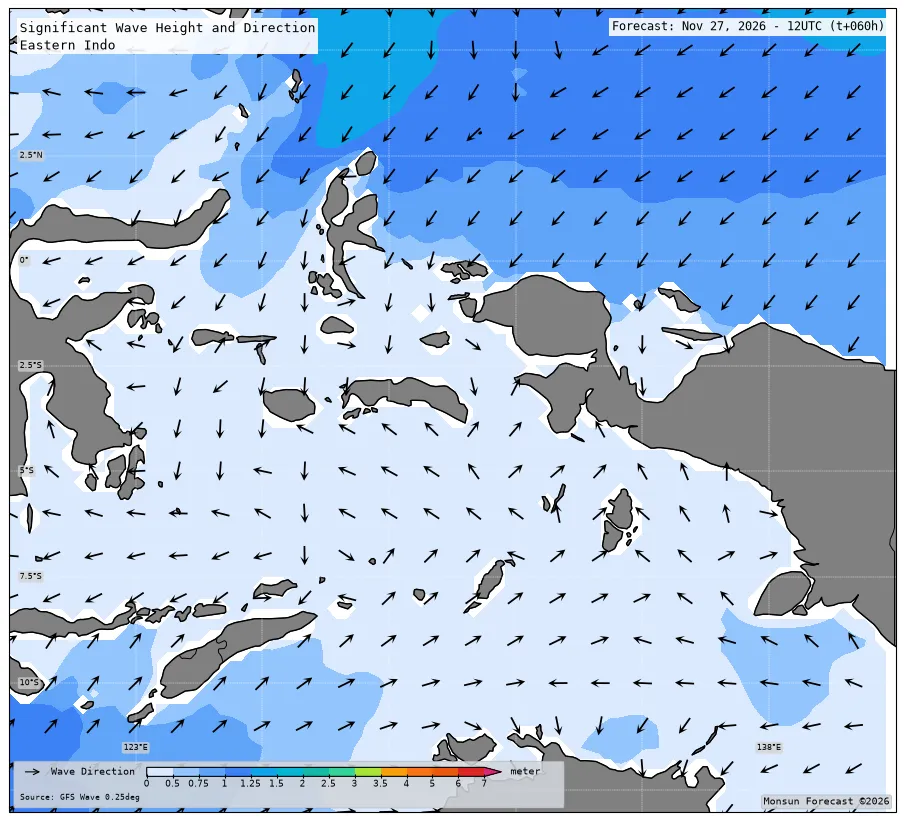 Significant Wave Height and Direction
Eastern Indo
Forecast: Nov 27, 2026 - 12UTC (t+060h)
2.5°N
0°
2.5°S
5°S
7.5°S
10°S
123°E
138°E
Wave Direction
meter
0 0.5 0.75 1 1.25 1.5 2 2.5 3 3.5 4 5 6 7
Source: GFS Wave 0.25deg
Monsun Forecast ©2026